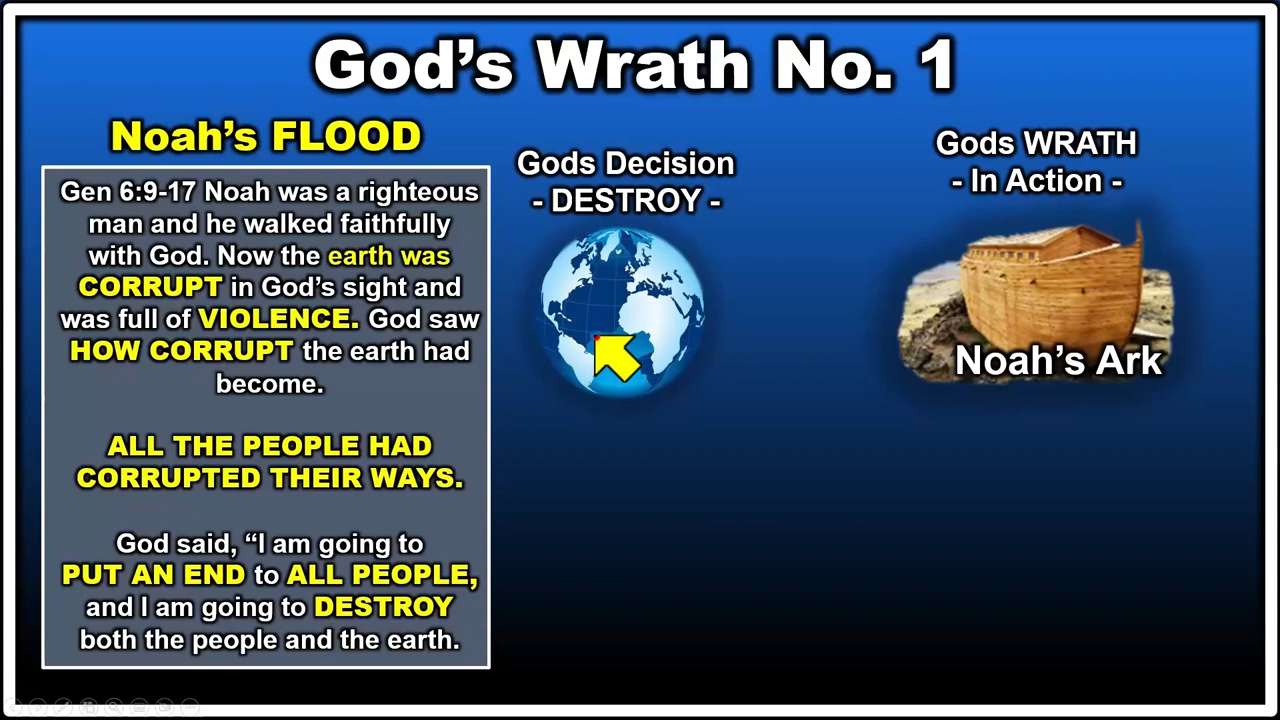 God’s Wrath No. 1
Noah’s FLOOD
Gen 6:9-17 Noah was a righteous
man and he walked faithfully
with God. Now the earth was
CORRUPT in God’s sight and
was full of VIOLENCE. God saw
HOW CORRUPT the earth had
become.
ALL THE PEOPLE HAD
CORRUPTED THEIR WAYS.
God said, “I am going to
PUT AN END to ALL PEOPLE,
and I am going to DESTROY
both the people and the earth.
Gods Decision
- DESTROY -
Gods WRATH
- In Action -
Noah’s Ark